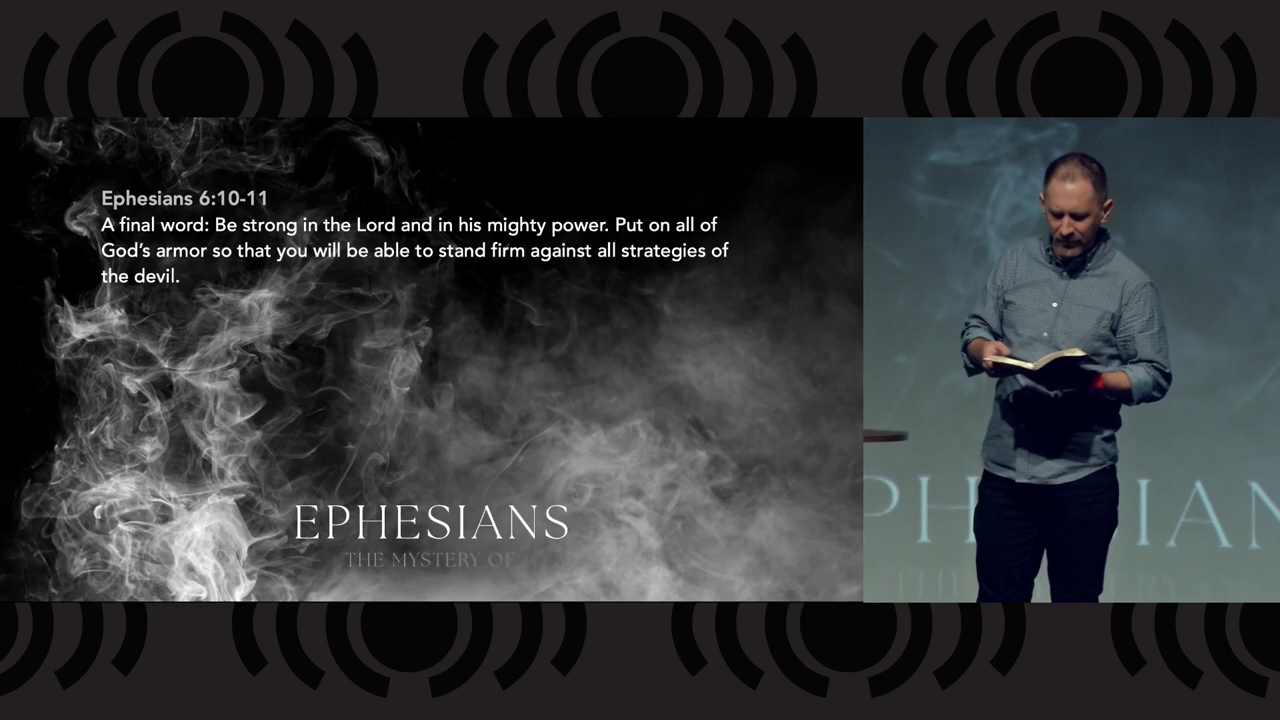 Ephesians 6:10-11
A final word: Be strong in the Lord and in his mighty power. Put on all of
God's armor so that you will be able to stand firm against all strategies of
the devil.
EPHESIANS
THE MYSTERY OF
PH
IAN